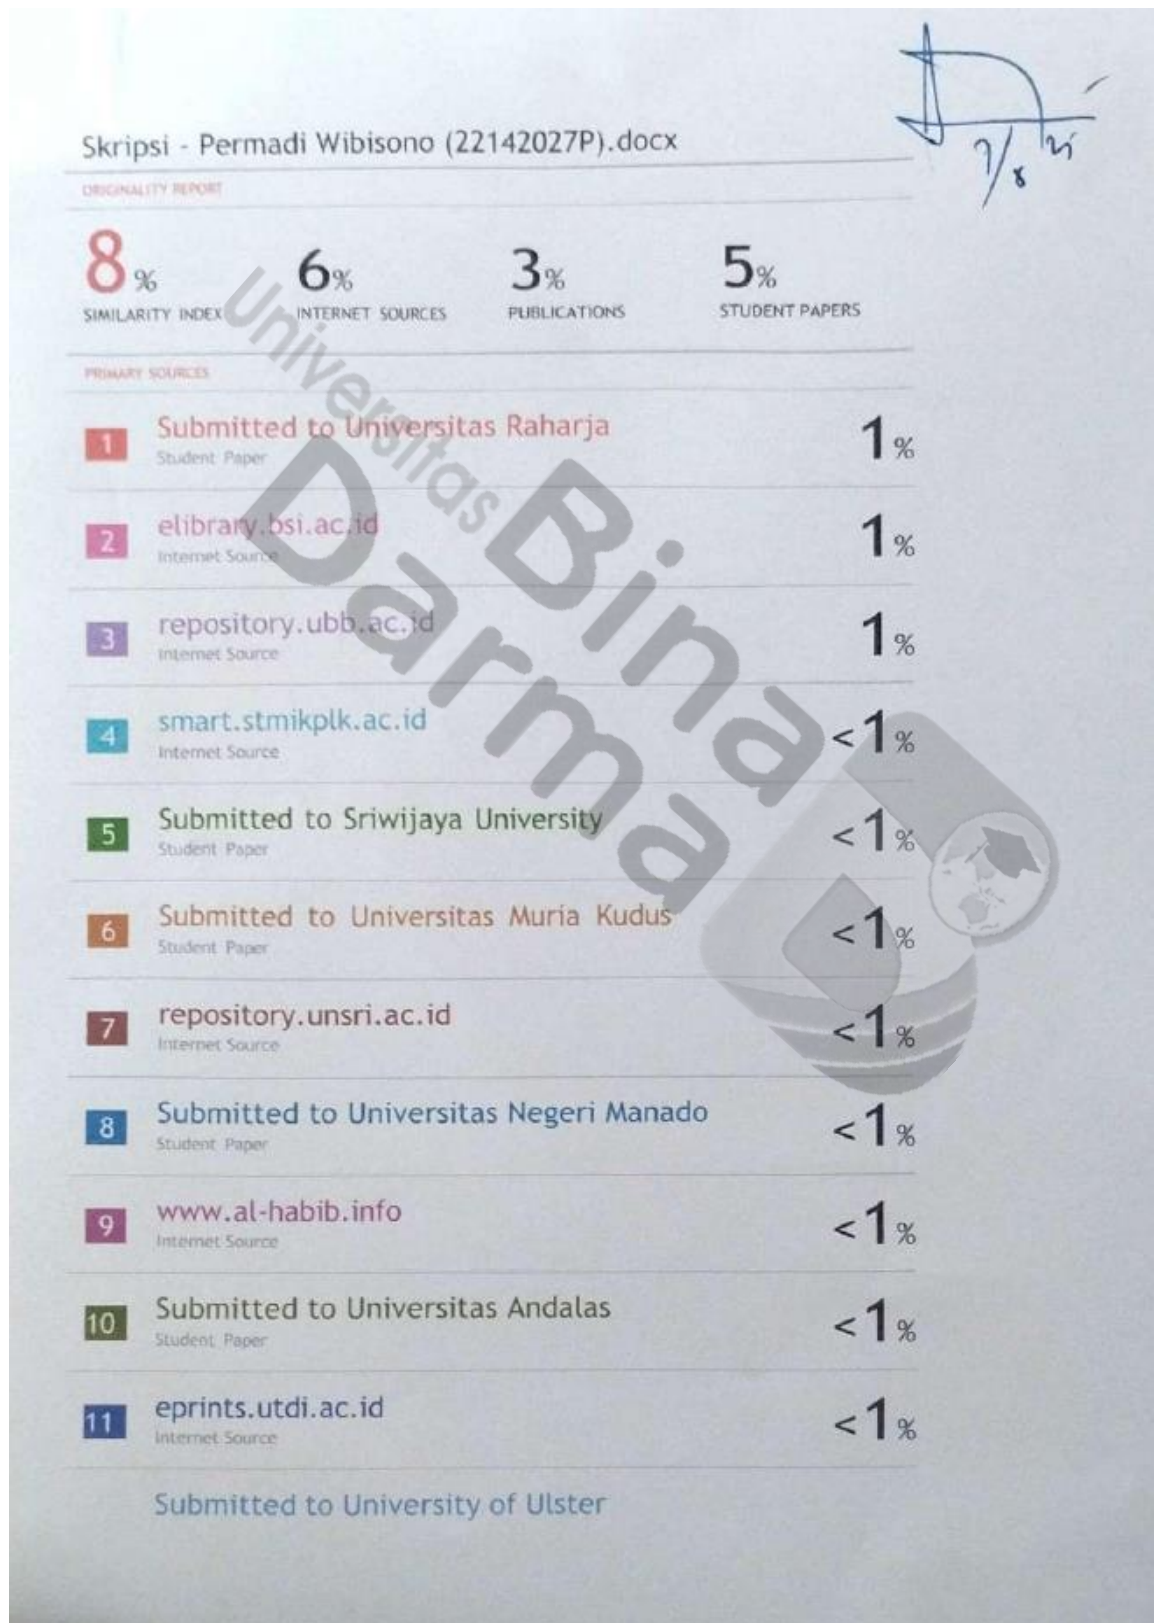 Skripsi - Permadi Wibisono (22142027P).docx
ORIGINALITY REPORT
8%
SIMILARITY INDEX
6%
INTERNET SOURCES
3%
PUBLICATIONS
5%
STUDENT PAPERS
PRIMARY SOURCES
1
Submitted to Universitas Raharja
Student Paper
1%
2
elibrary.bsi.ac.id
Internet Source
1%
3
repository.ubb.ac.id
Internet Source
1%
4
smart.stmikplk.ac.id
Internet Source
<1%
5
Submitted to Sriwijaya University
Student Paper
<1%
6
Submitted to Universitas Muria Kudus
Student Paper
<1%
7
repository.unsri.ac.id
Internet Source
<1%
8
Submitted to Universitas Negeri Manado
Student Paper
<1%
9
www.al-habib.info
Internet Source
<1%
10
Submitted to Universitas Andalas
Student Paper
<1%
11
eprints.utdi.ac.id
Internet Source
<1%
Submitted to University of Ulster
Universitas
Bina
Darma